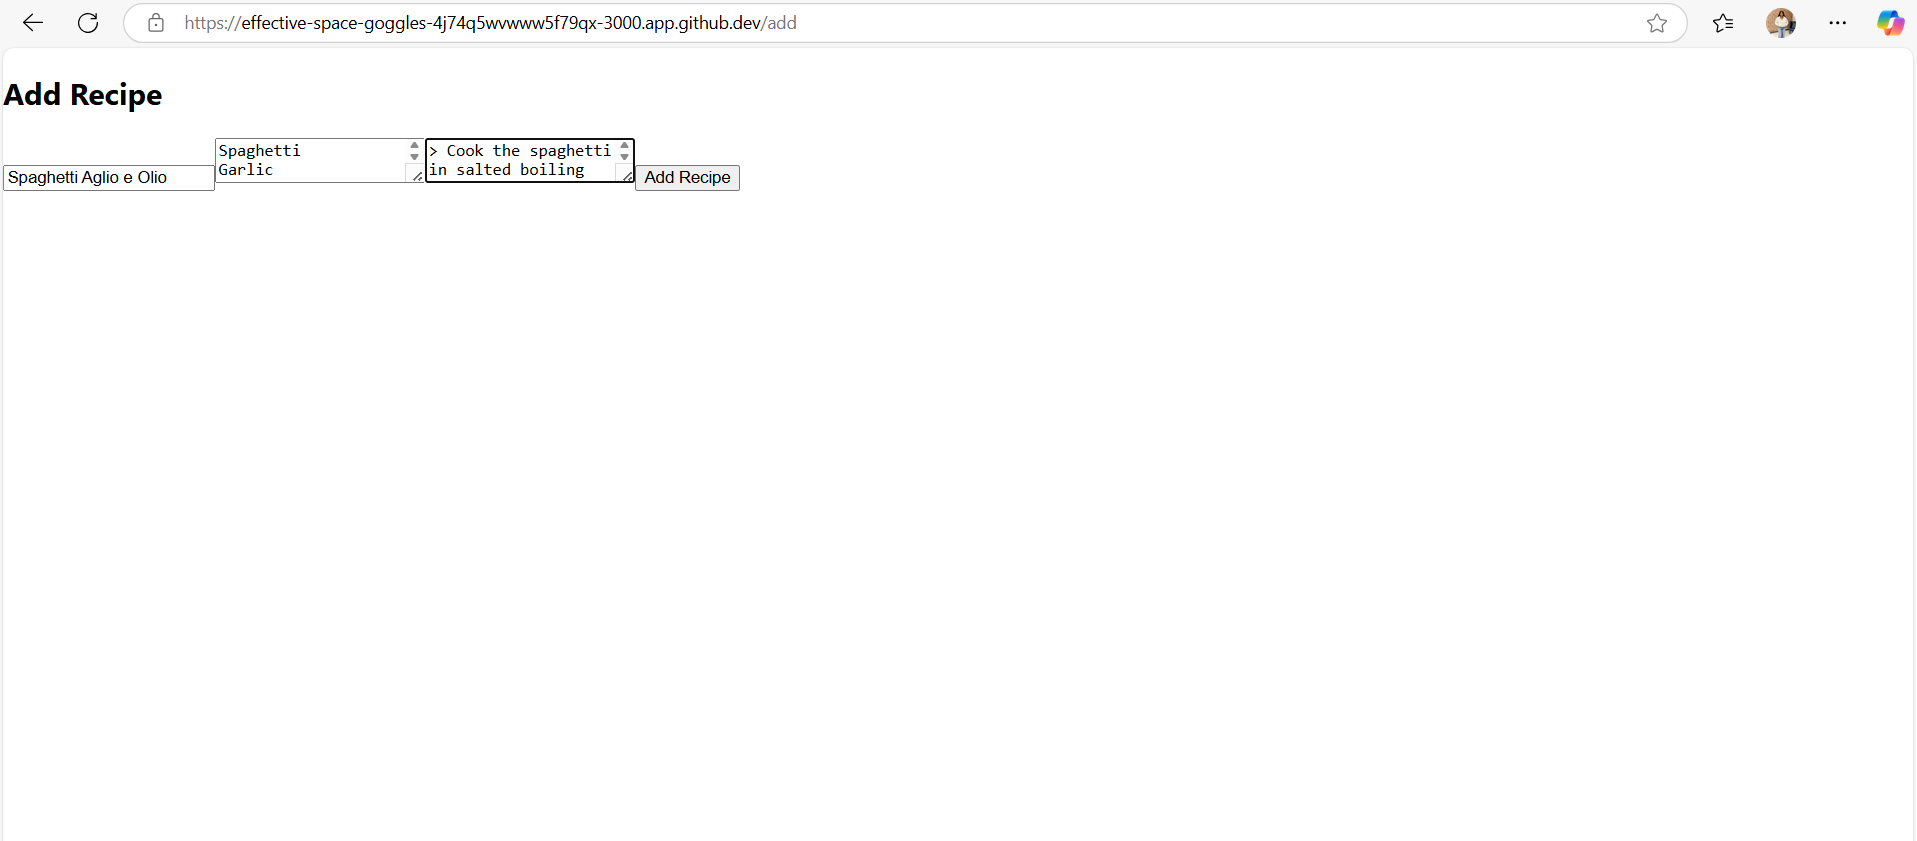 https://effective-space-goggles-4j74q5wvwww5f79qx-3000.app.github.dev/add
Add Recipe
Spaghetti Aglio e Olio
Spaghetti
Garlic
> Cook the spaghetti
in salted boiling
Add Recipe